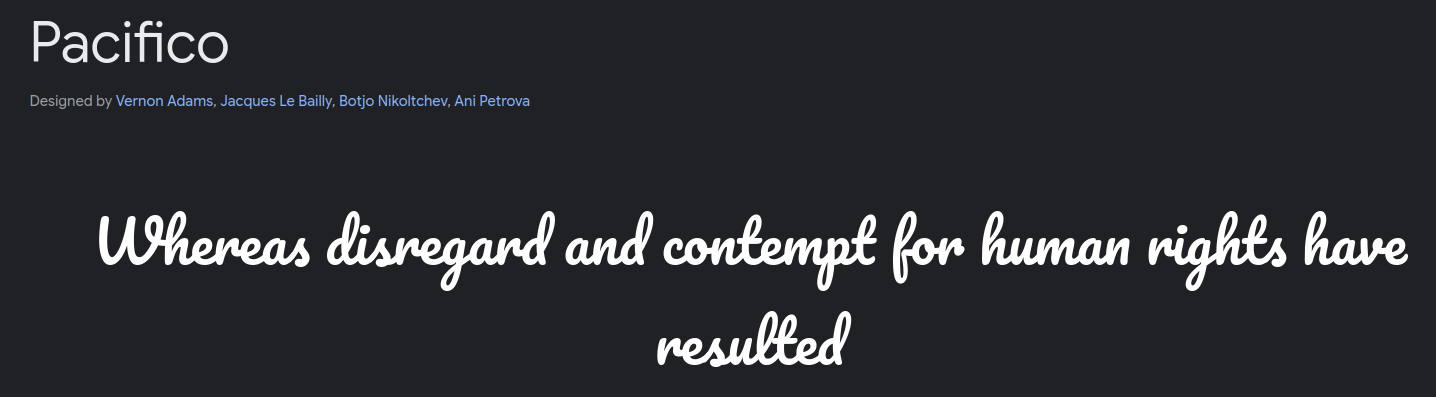 Pacifico
Designed by Vernon Adams, Jacques Le Bailly, Botjo Nikoltchev, Ani Petrova
Whereas disregard and contempt for human rights have
resulted